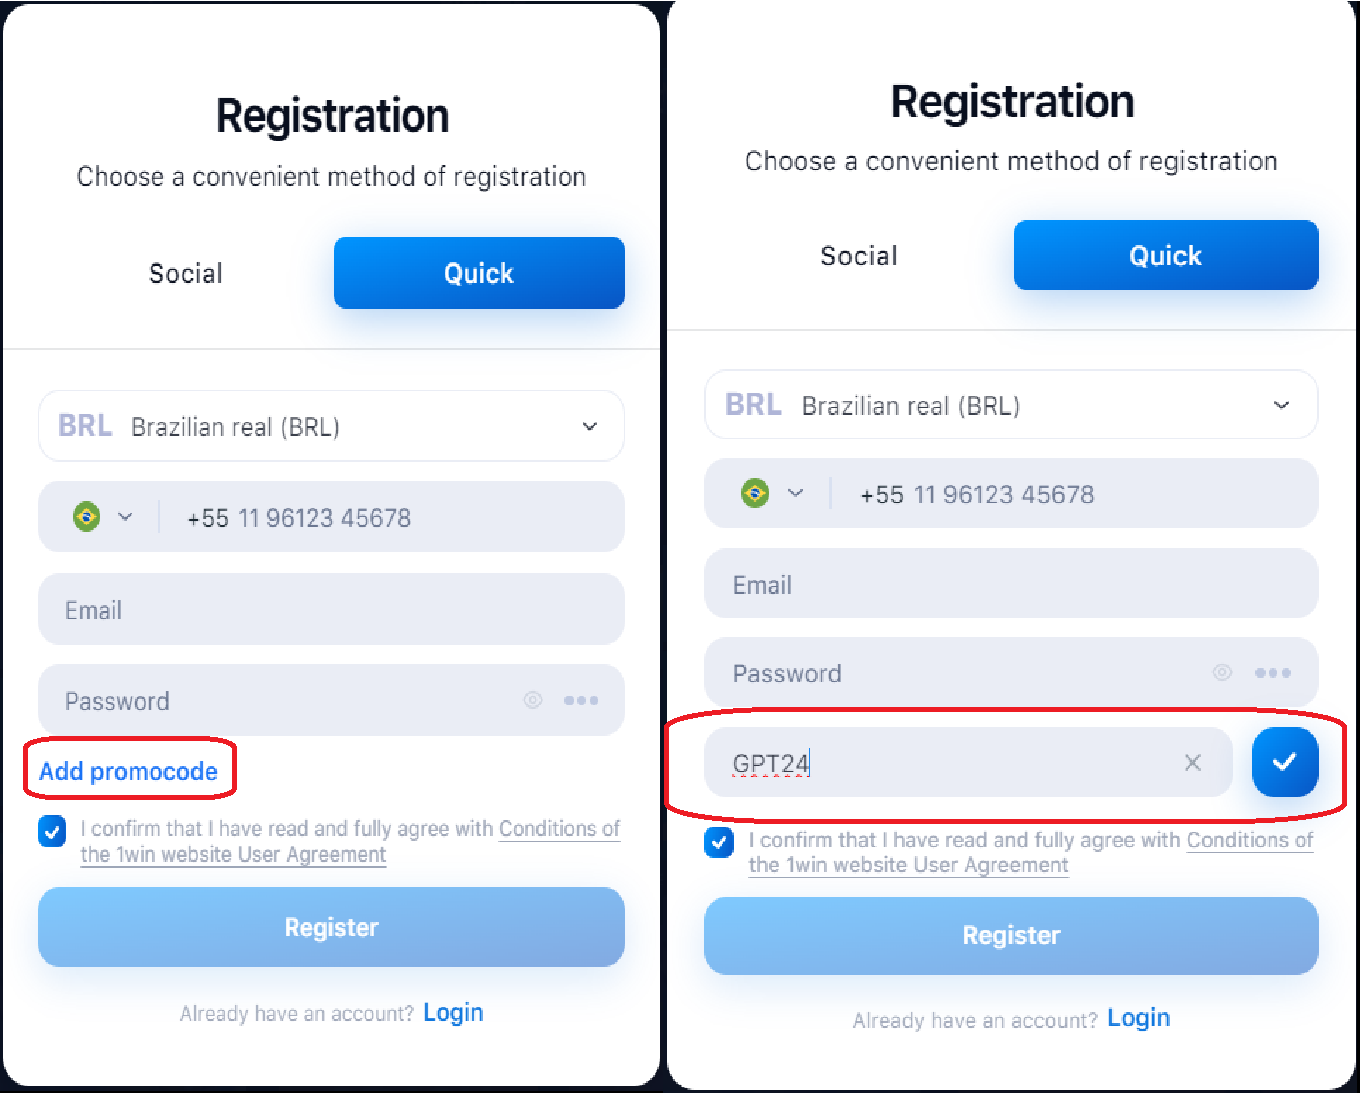 Registration
Choose a convenient method of registration
Social
Quick
BRL Brazilian real (BRL)
+55 11 96123 45678
Email
Password
Add promocode
I confirm that I have read and fully agree with Conditions of
the 1win website User Agreement
Register
Already have an account? Login
Registration
Choose a convenient method of registration
Social
Quick
BRL Brazilian real (BRL)
+55 11 96123 45678
Email
Password
GPT24
I confirm that I have read and fully agree with Conditions of
the 1win website User Agreement
Register
Already have an account? Login